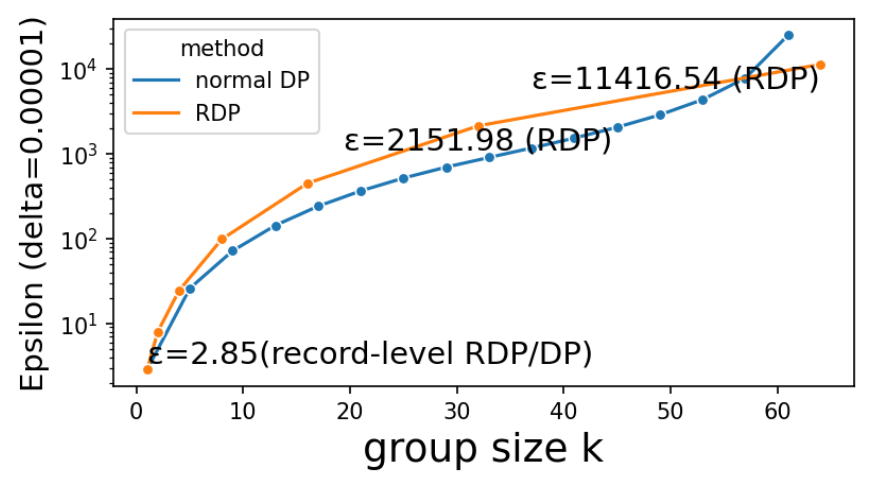 method
normal DP
RDP
ε=11416.54 (RDP)
ε=2151.98 (RDP)
ε=2.85(record-level RDP/DP)
Epsilon (delta=0.00001)
10⁴
10³
10²
10¹
0 10 20 30 40 50 60
group size k